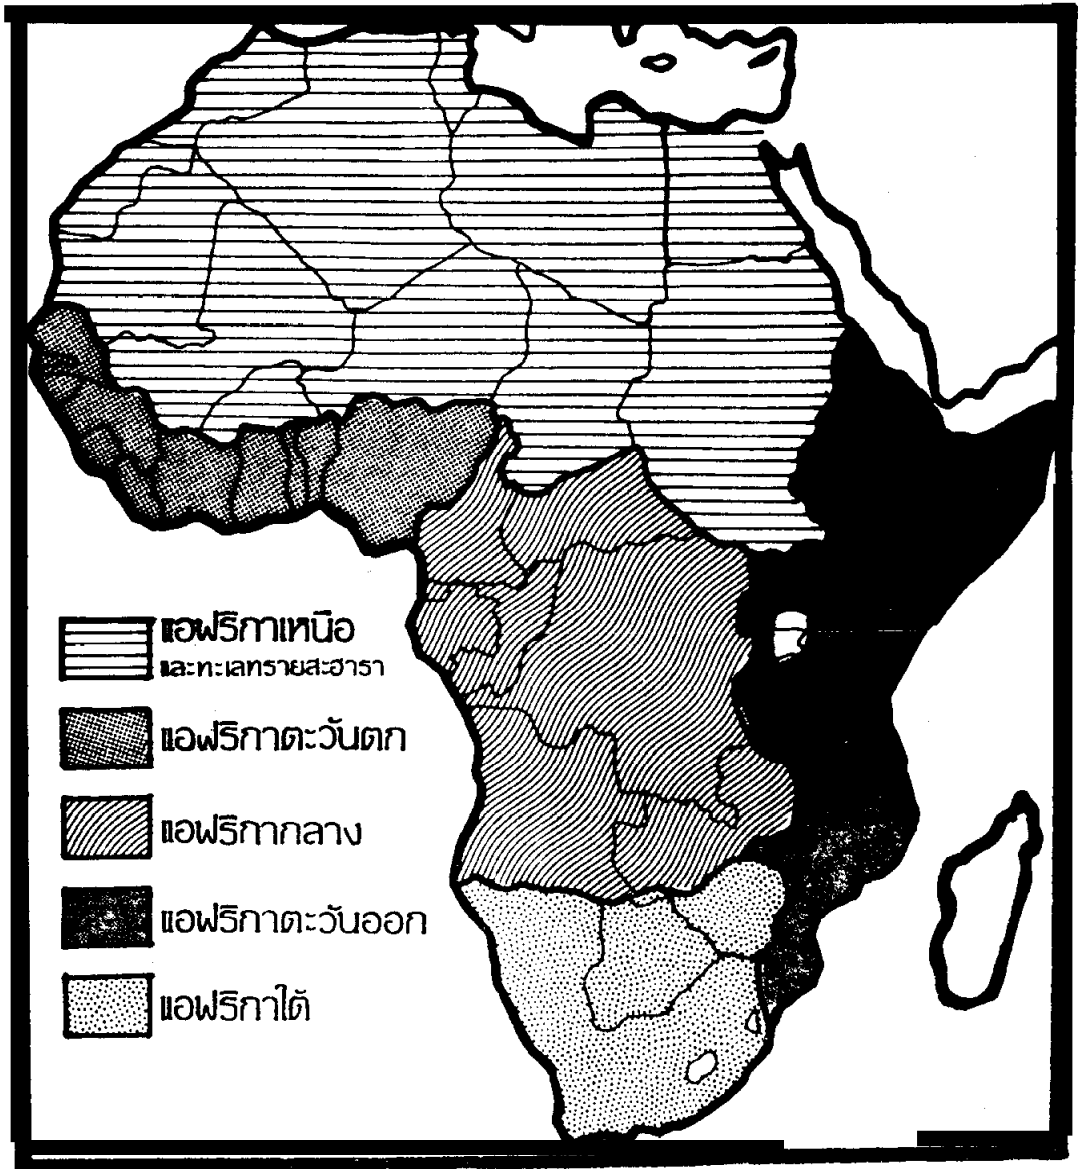 แอฟริกาเหนือ
และทะเลทรายสะฮารา
แอฟริกาตะวันตก
แอฟริกากลาง
แอฟริกาตะวันออก
แอฟริกาใต้